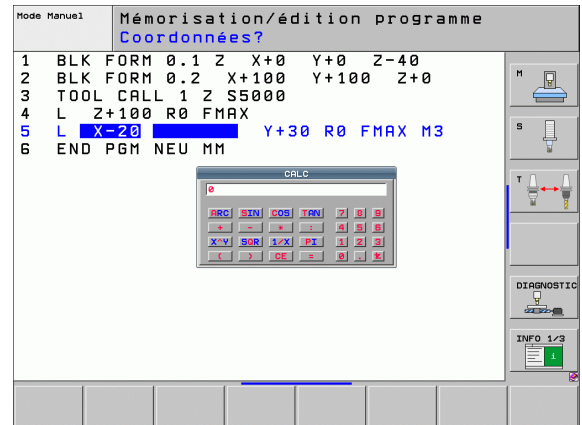 Mode Manuel
Mémorisation/édition programme
Coordonnées?
1 BLK FORM 0.1 Z X+0 Y+0 Z-40
2 BLK FORM 0.2 X+100 Y+100 Z+0
3 TOOL CALL 1 Z S5000
4 L Z+100 R0 FMAX
5 L X-20 Y+30 R0 FMAX M3
6 END PGM NEU MM
CALC
0
ARC SIN COS TAN 7 8 9
+ - * : 4 5 6
X^Y SQR 1/X PI 1 2 3
( ) CE = 0 .
M
S
T
DIAGNOSTIC
INFO 1/3
i